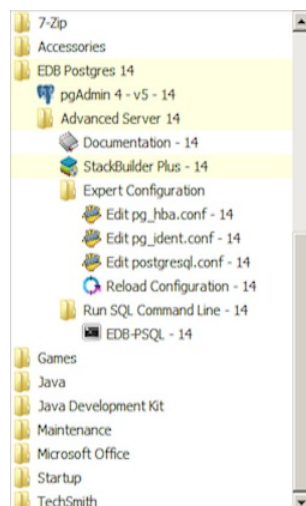 7-Zip
Accessories
EDB Postgres 14
pgAdmin 4 - v5 - 14
Advanced Server 14
Documentation - 14
StackBuilder Plus - 14
Expert Configuration
Edit pg_hba.conf - 14
Edit pg_ident.conf - 14
Edit postgresql.conf - 14
Reload Configuration - 14
Run SQL Command Line - 14
EDB-PSQL - 14
Games
Java
Java Development Kit
Maintenance
Microsoft Office
Startup
TechSmith